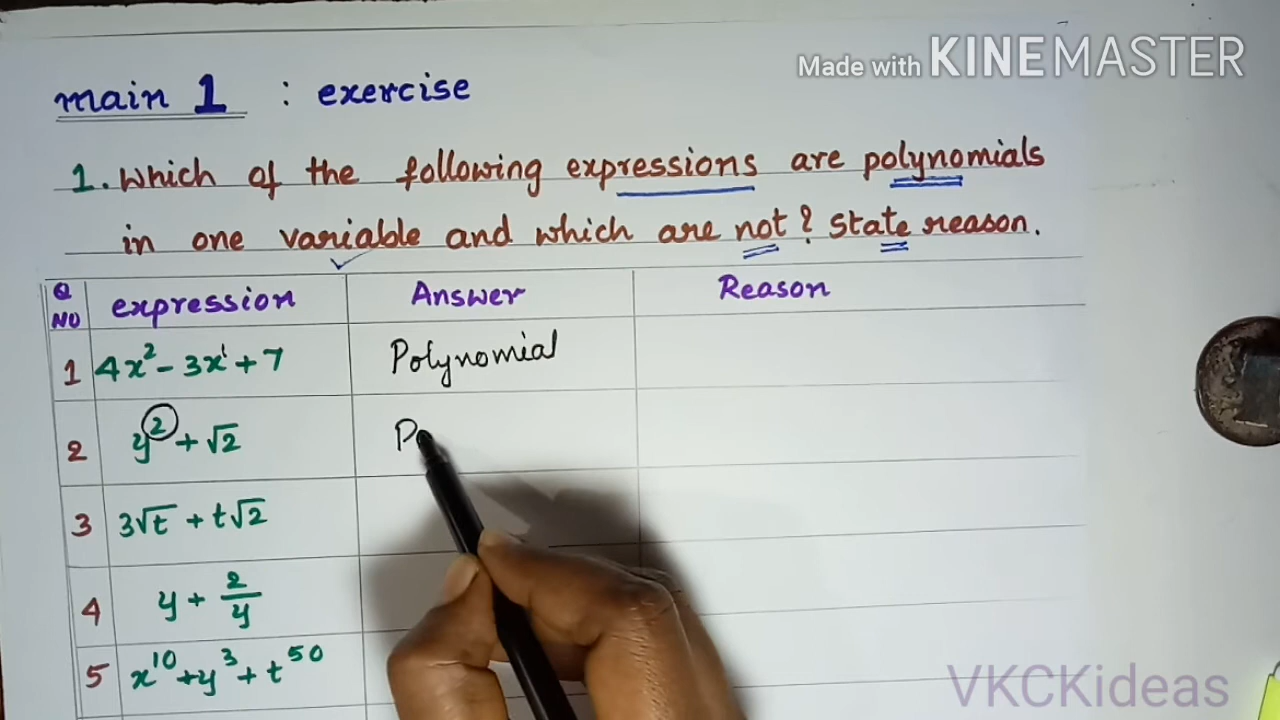 Made with KINEMASTER
main 1 : exercise
1. Which of the following expressions are polynomials
in one variable and which are not? State reason.
Q NO expression Answer Reason
1 4x² - 3x¹ + 7 Polynomial
2 y² + √2 Po
3 3√t + t√2
4 y + 2/y
5 x¹⁰ + y³ + t⁵⁰
VKCKideas